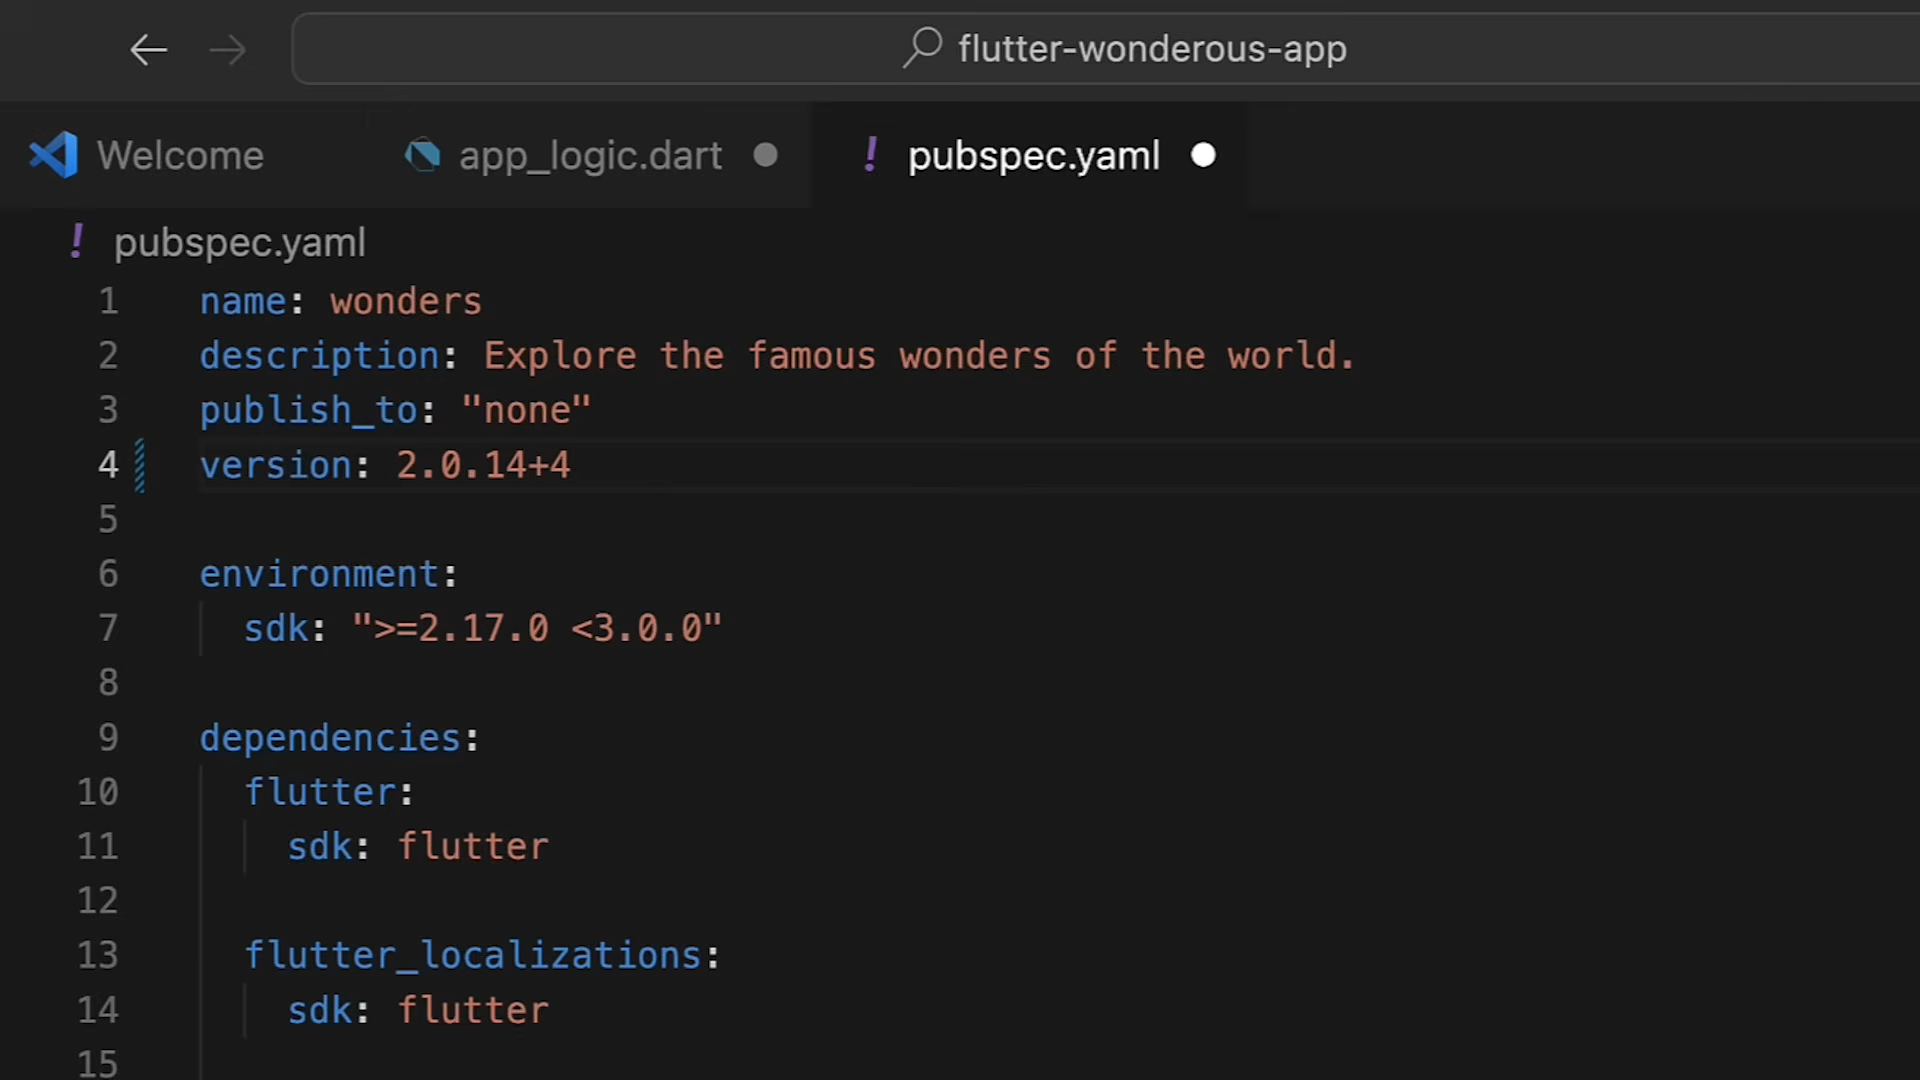 flutter-wonderous-app
Welcome
app_logic.dart
! pubspec.yaml
! pubspec.yaml
1 name: wonders
2 description: Explore the famous wonders of the world.
3 publish_to: "none"
4 version: 2.0.14+4
5
6 environment:
7 sdk: ">=2.17.0 <3.0.0"
8
9 dependencies:
10 flutter:
11 sdk: flutter
12
13 flutter_localizations:
14 sdk: flutter
15